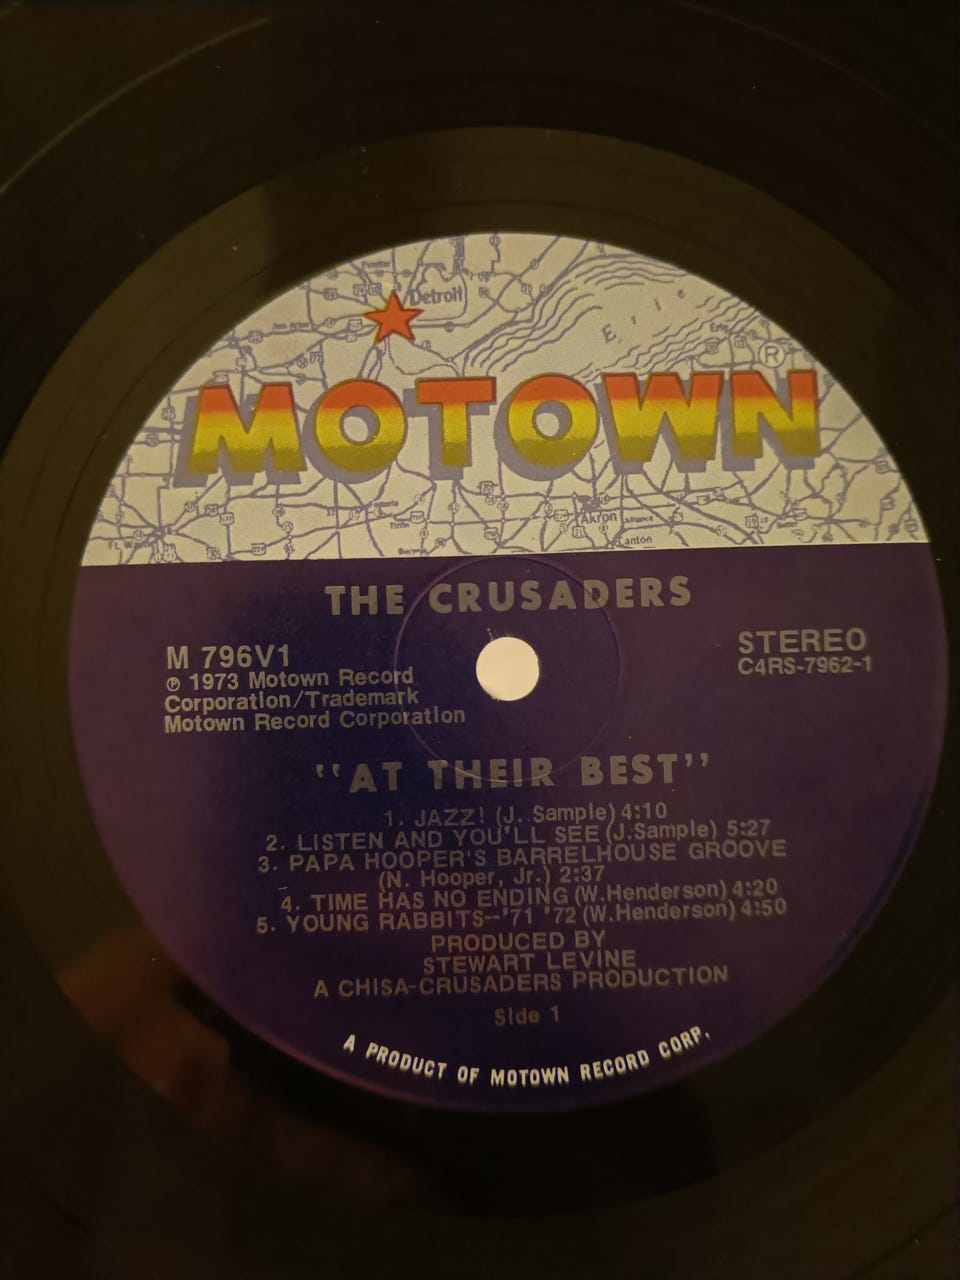 Detroit
Erie
MOTOWN ®
Akron
Alliance
Canton
THE CRUSADERS
M 796V1
℗ 1973 Motown Record
Corporation/Trademark
Motown Record Corporation
STEREO
C4RS-7962-1
"AT THEIR BEST"
1. JAZZ! (J. Sample) 4:10
2. LISTEN AND YOU'LL SEE (J.Sample) 5:27
3. PAPA HOOPER'S BARRELHOUSE GROOVE
(N. Hooper, Jr.) 2:37
4. TIME HAS NO ENDING (W.Henderson) 4:20
5. YOUNG RABBITS--'71 '72 (W.Henderson) 4:50
PRODUCED BY
STEWART LEVINE
A CHISA-CRUSADERS PRODUCTION
Side 1
A PRODUCT OF MOTOWN RECORD CORP.